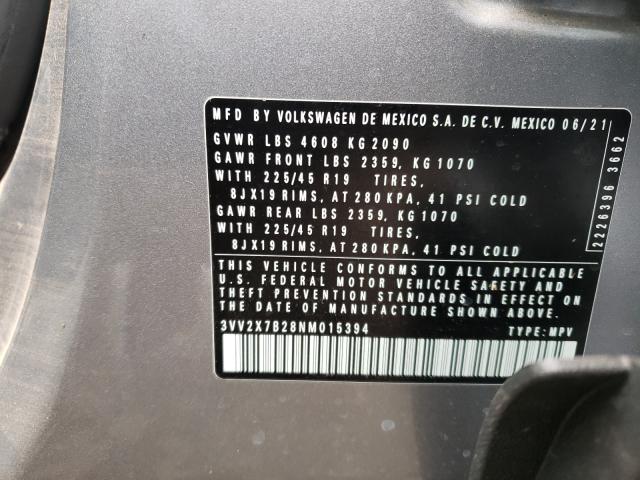 MFD BY VOLKSWAGEN DE MEXICO S.A. DE C.V. MEXICO 06/21
GVWR LBS 4608 KG 2090
GAWR FRONT LBS 2359, KG 1070
WITH 225/45 R19 TIRES,
8JX19 RIMS, AT 280 KPA, 41 PSI COLD
GAWR REAR LBS 2359, KG 1070
WITH 225/45 R19 TIRES,
8JX19 RIMS, AT 280 KPA, 41 PSI COLD
THIS VEHICLE CONFORMS TO ALL APPLICABLE
U.S. FEDERAL MOTOR VEHICLE SAFETY AND
THEFT PREVENTION STANDARDS IN EFFECT ON
THE DATE OF MANUFACTURE SHOWN ABOVE.
3VV2X7B28NM015394 TYPE: MPV
2226396 3662